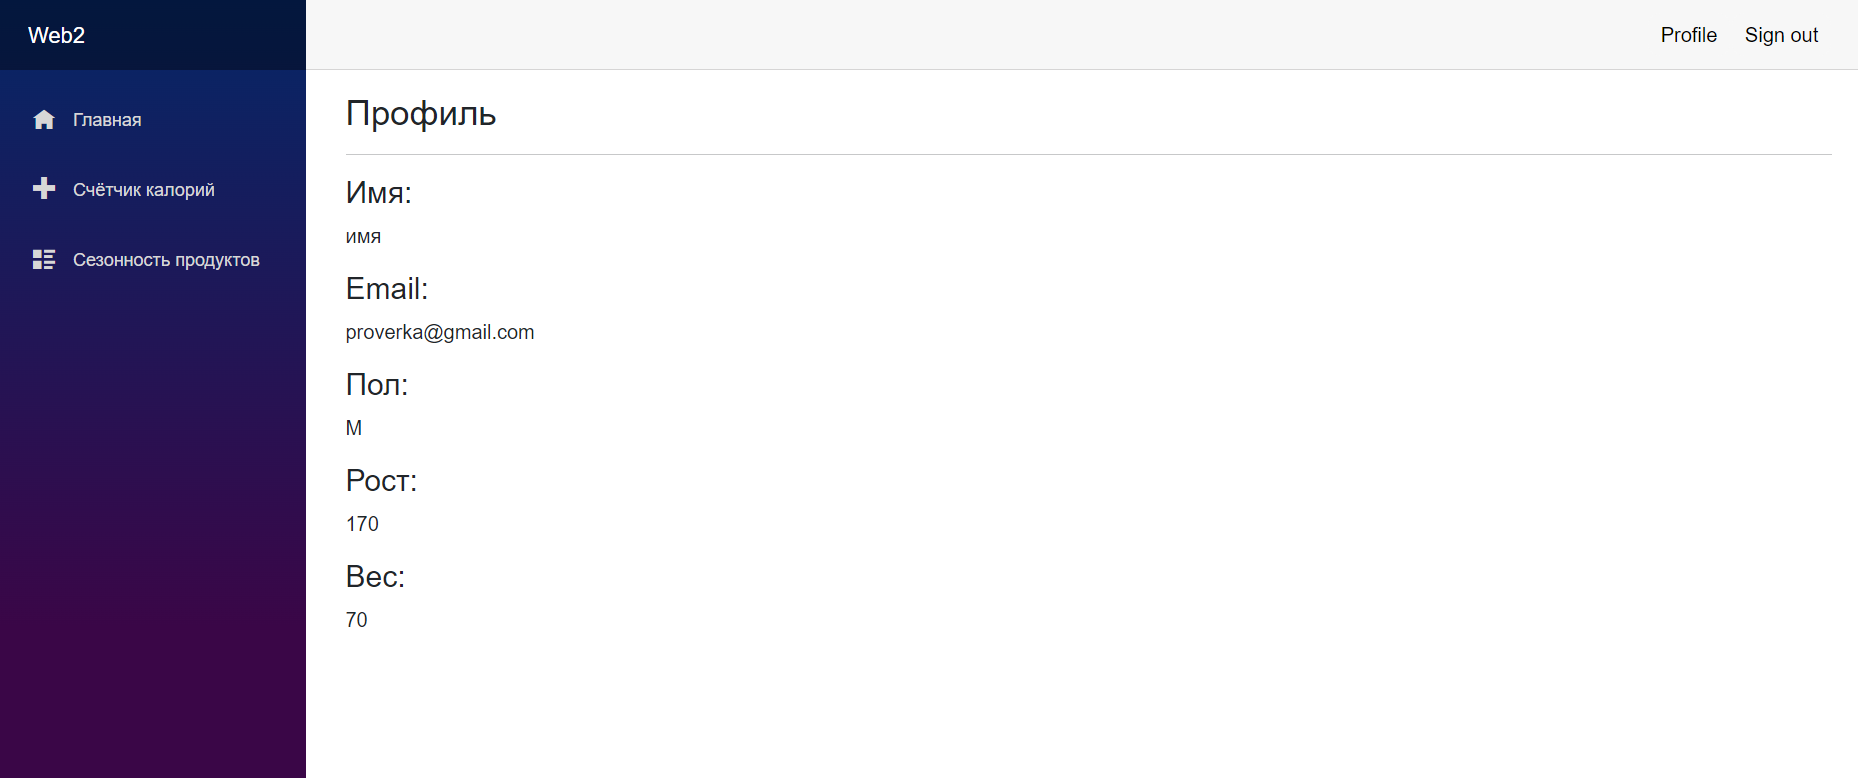 Web2
Profile Sign out
Главная
Счётчик калорий
Сезонность продуктов
Профиль
Имя:
имя
Email:
proverka@gmail.com
Пол:
М
Рост:
170
Вес:
70